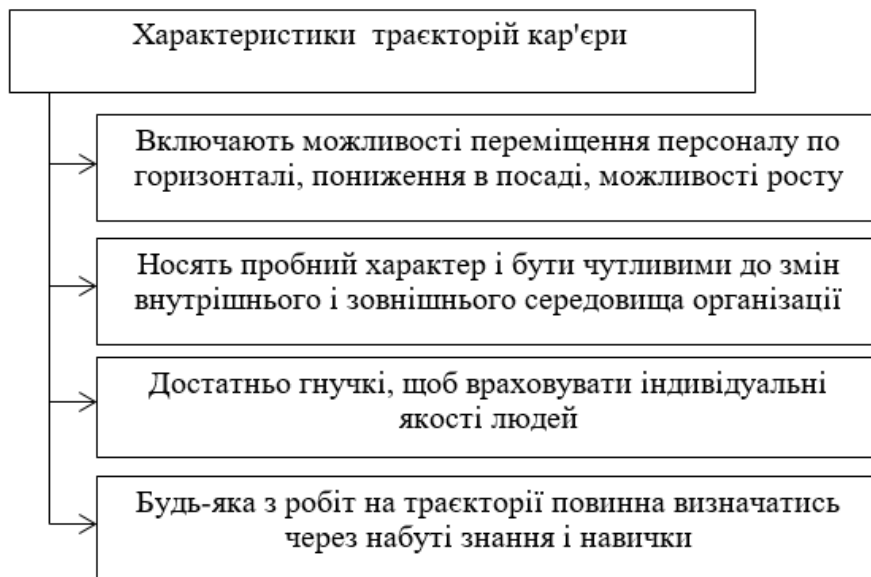 Характеристики траєкторій кар'єри
Включають можливості переміщення персоналу по
горизонталі, пониження в посаді, можливості росту
Носять пробний характер і бути чутливими до змін
внутрішнього і зовнішнього середовища організації
Достатньо гнучкі, щоб враховувати індивідуальні
якості людей
Будь-яка з робіт на траєкторії повинна визначатись
через набуті знання і навички